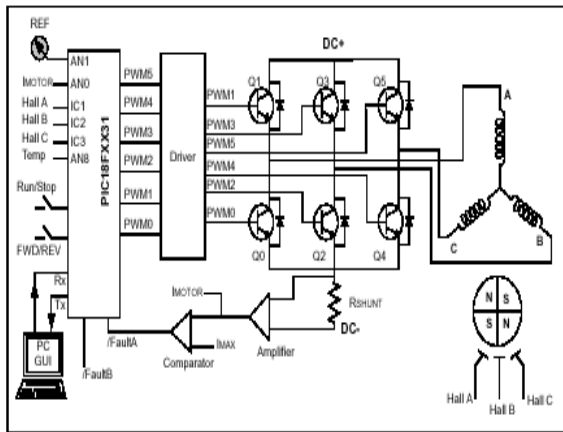 REF
AN1
IMOTOR
AN0
Hall A
IC1
Hall B
IC2
Hall C
IC3
Temp
AN8
Run/Stop
FWD/REV
Rx
Tx
PC
GUI
PIC18FXX31
PWM5
PWM4
PWM3
PWM2
PWM1
PWM0
Driver
PWM1
PWM3
PWM5
PWM4
PWM2
PWM0
DC+
Q1
Q3
Q5
Q0
Q2
Q4
A
C
B
RSHUNT
DC-
IMOTOR
/FaultA
/FaultB
IMAX
Comparator
Amplifier
N
S
S
N
Hall A
Hall B
Hall C